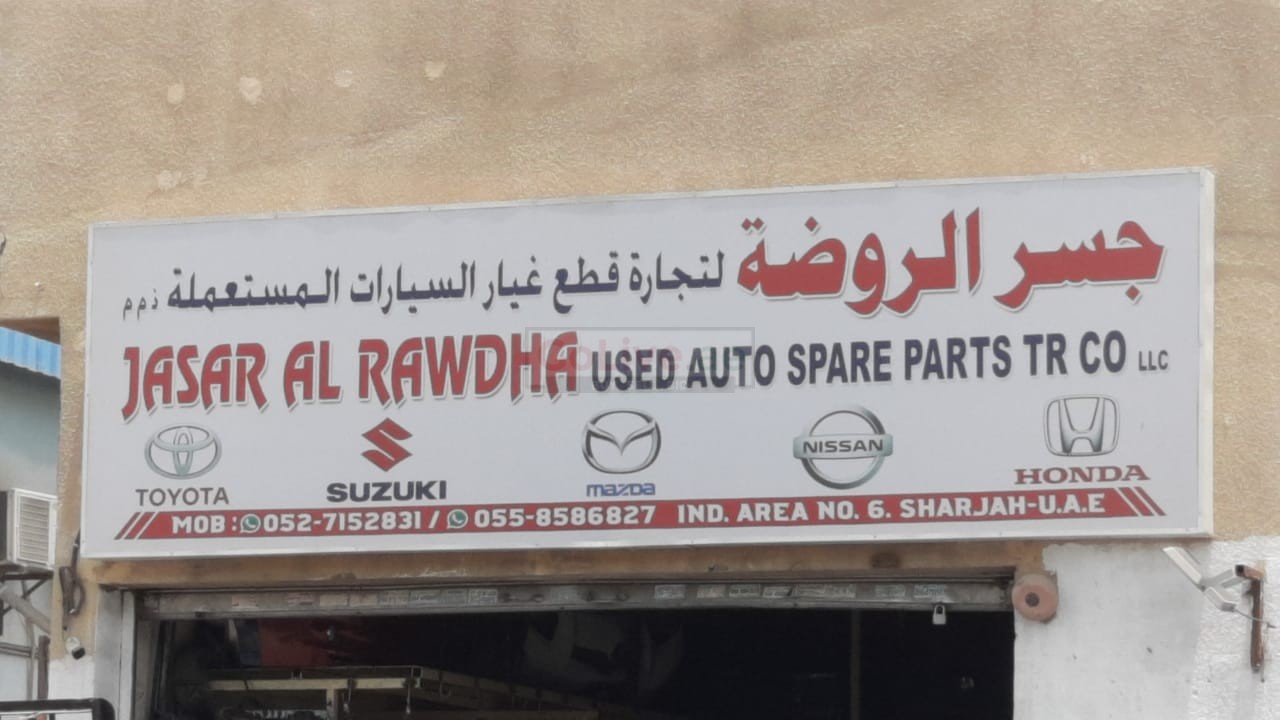 جسر الروضة لتجارة قطع غيار السيارات المستعملة ذ م م
JASAR AL RAWDHA USED AUTO SPARE PARTS TR CO LLC
TOYOTA SUZUKI mazda NISSAN HONDA
MOB : 052-7152831 / 055-8586827 IND. AREA NO. 6. SHARJAH-U.A.E